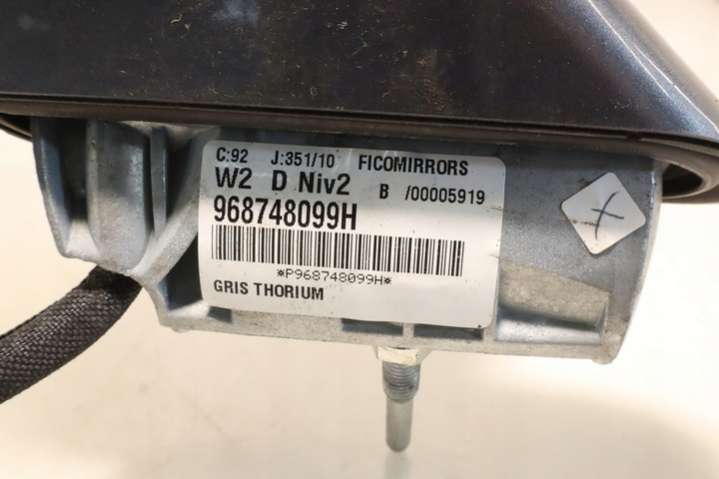 C:92 J:351/10 FICOMIRRORS
W2 D Niv2 B /00005919
968748099H
*P968748099H*
GRIS THORIUM